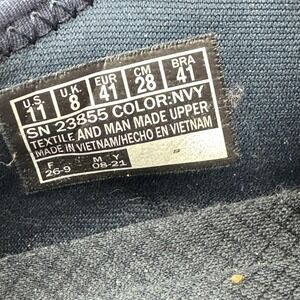 U.S. U.K. EUR CM BRA
11 8 41 28 41
SN 23855 COLOR:NVY
TEXTILE AND MAN MADE UPPER
MADE IN VIETNAM/HECHO EN VIETNAM
F M Y
26-9 08-21